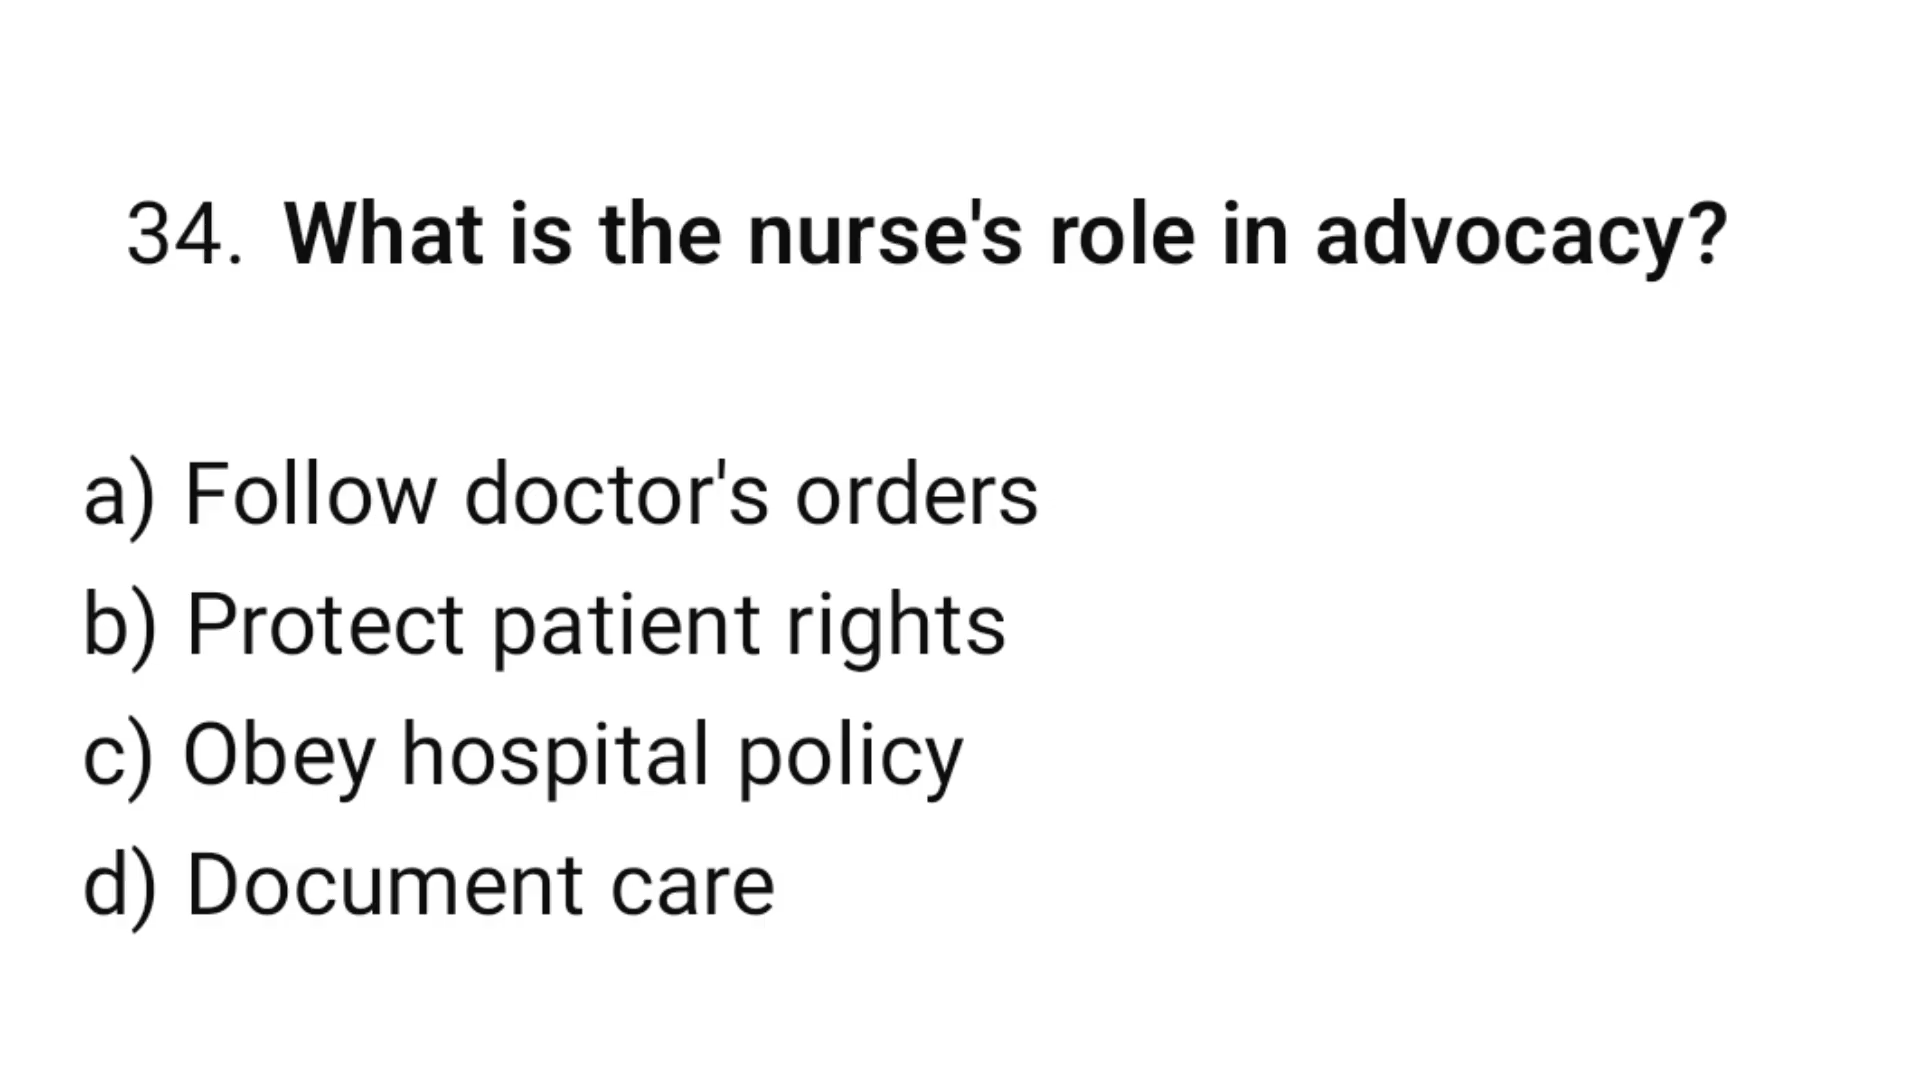 34. What is the nurse's role in advocacy?
a) Follow doctor's orders
b) Protect patient rights
c) Obey hospital policy
d) Document care